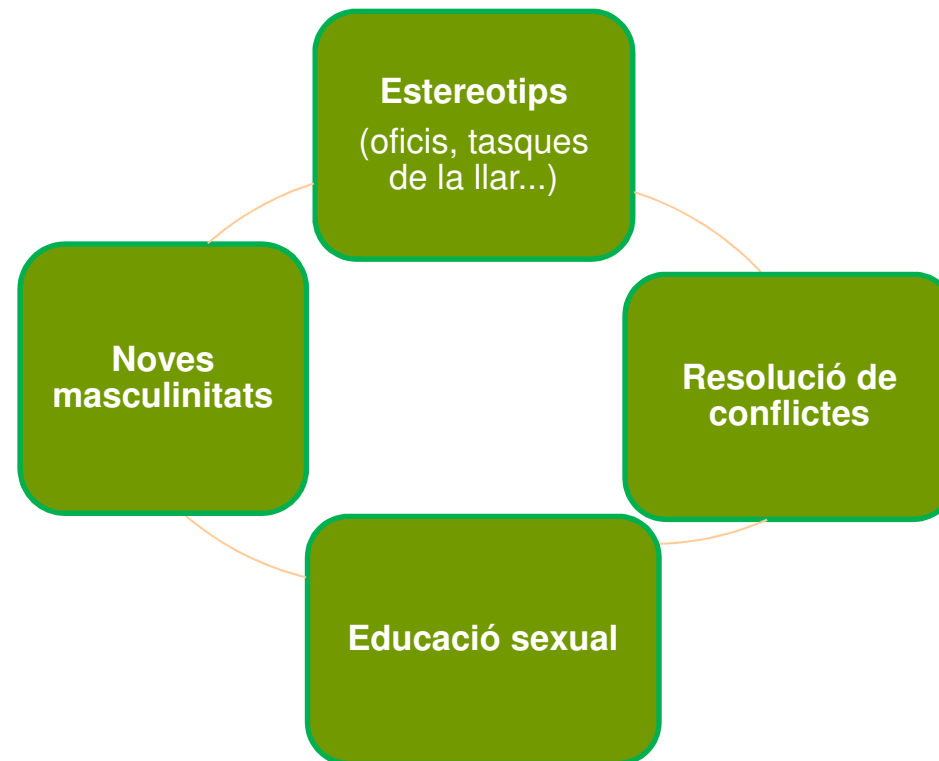 Estereotips
(oficis, tasques
de la llar...)
Noves
masculinitats
Resolució de
conflictes
Educació sexual